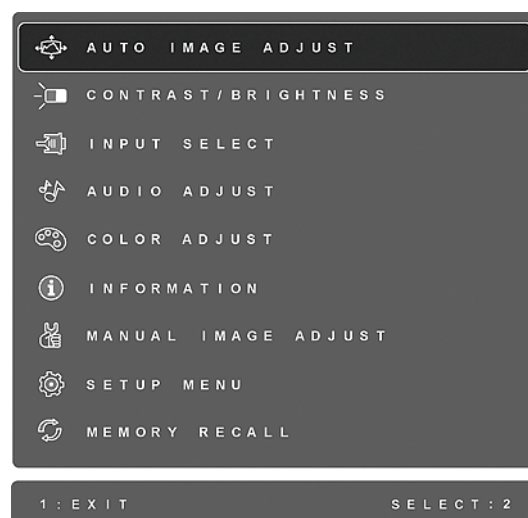 AUTO IMAGE ADJUST
CONTRAST/BRIGHTNESS
INPUT SELECT
AUDIO ADJUST
COLOR ADJUST
INFORMATION
MANUAL IMAGE ADJUST
SETUP MENU
MEMORY RECALL
1:EXIT SELECT:2